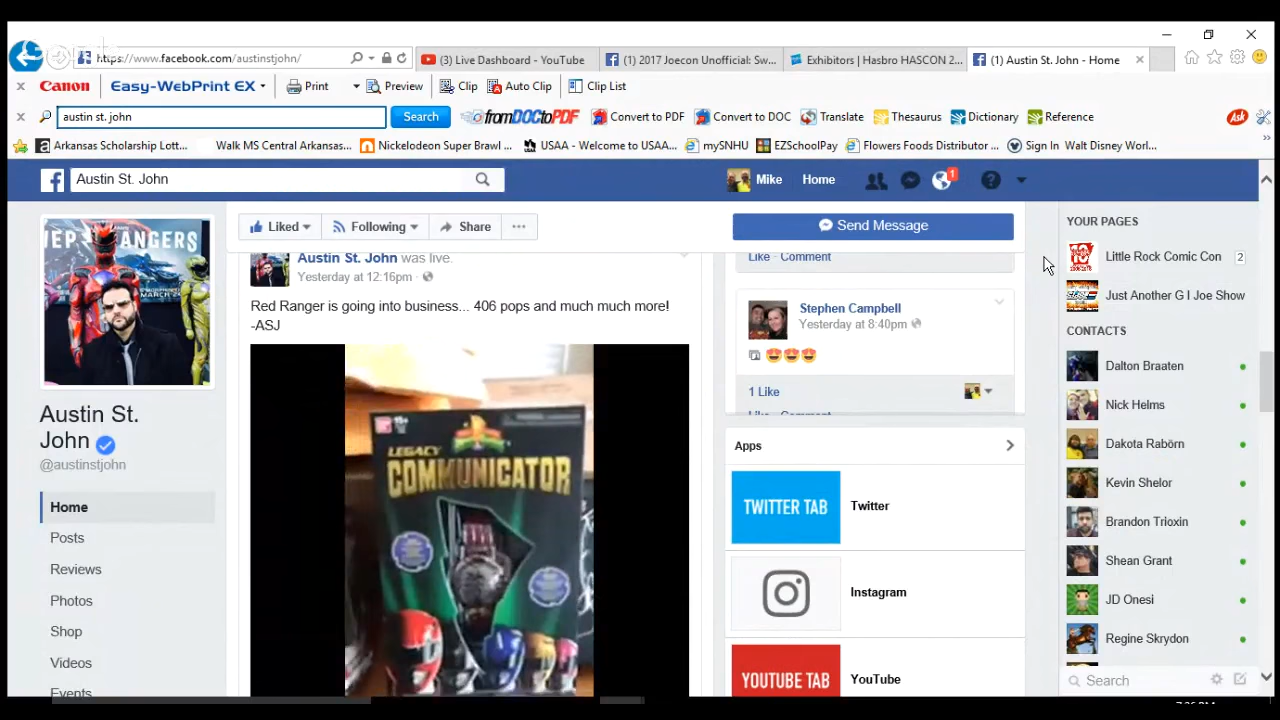 https://www.facebook.com/austinstjohn/
(3) Live Dashboard - YouTube
(1) 2017 Joecon Unofficial: Sw...
Exhibitors | Hasbro HASCON 2...
(1) Austin St. John - Home
Canon Easy-WebPrint EX
Print
Preview
Clip
Auto Clip
Clip List
austin st. john
Search
fromDOCtoPDF
Convert to PDF
Convert to DOC
Translate
Thesaurus
Dictionary
Reference
Ask
Arkansas Scholarship Lott...
Walk MS Central Arkansas...
Nickelodeon Super Brawl ...
USAA - Welcome to USAA...
mySNHU
EZSchoolPay
Flowers Foods Distributor ...
Sign In
Walt Disney Worl...
Austin St. John
Mike
Home
1
Liked
Following
Share
Send Message
Austin St. John was live.
Yesterday at 12:16pm
Red Ranger is going into business... 406 pops and much much more!
-ASJ
LEGACY
COMMUNICATOR
RANGERS
Austin St.
John
@austinstjohn
Home
Posts
Reviews
Photos
Shop
Videos
Events
Like · Comment
Stephen Campbell
Yesterday at 8:40pm
1 Like
Like · Comment
Apps
TWITTER TAB
Twitter
Instagram
YOUTUBE TAB
YouTube
YOUR PAGES
Little Rock Comic Con
2
Just Another G I Joe Show
CONTACTS
Dalton Braaten
Nick Helms
Dakota Rabörn
Kevin Shelor
Brandon Trioxin
Shean Grant
JD Onesi
Regine Skrydon
Search